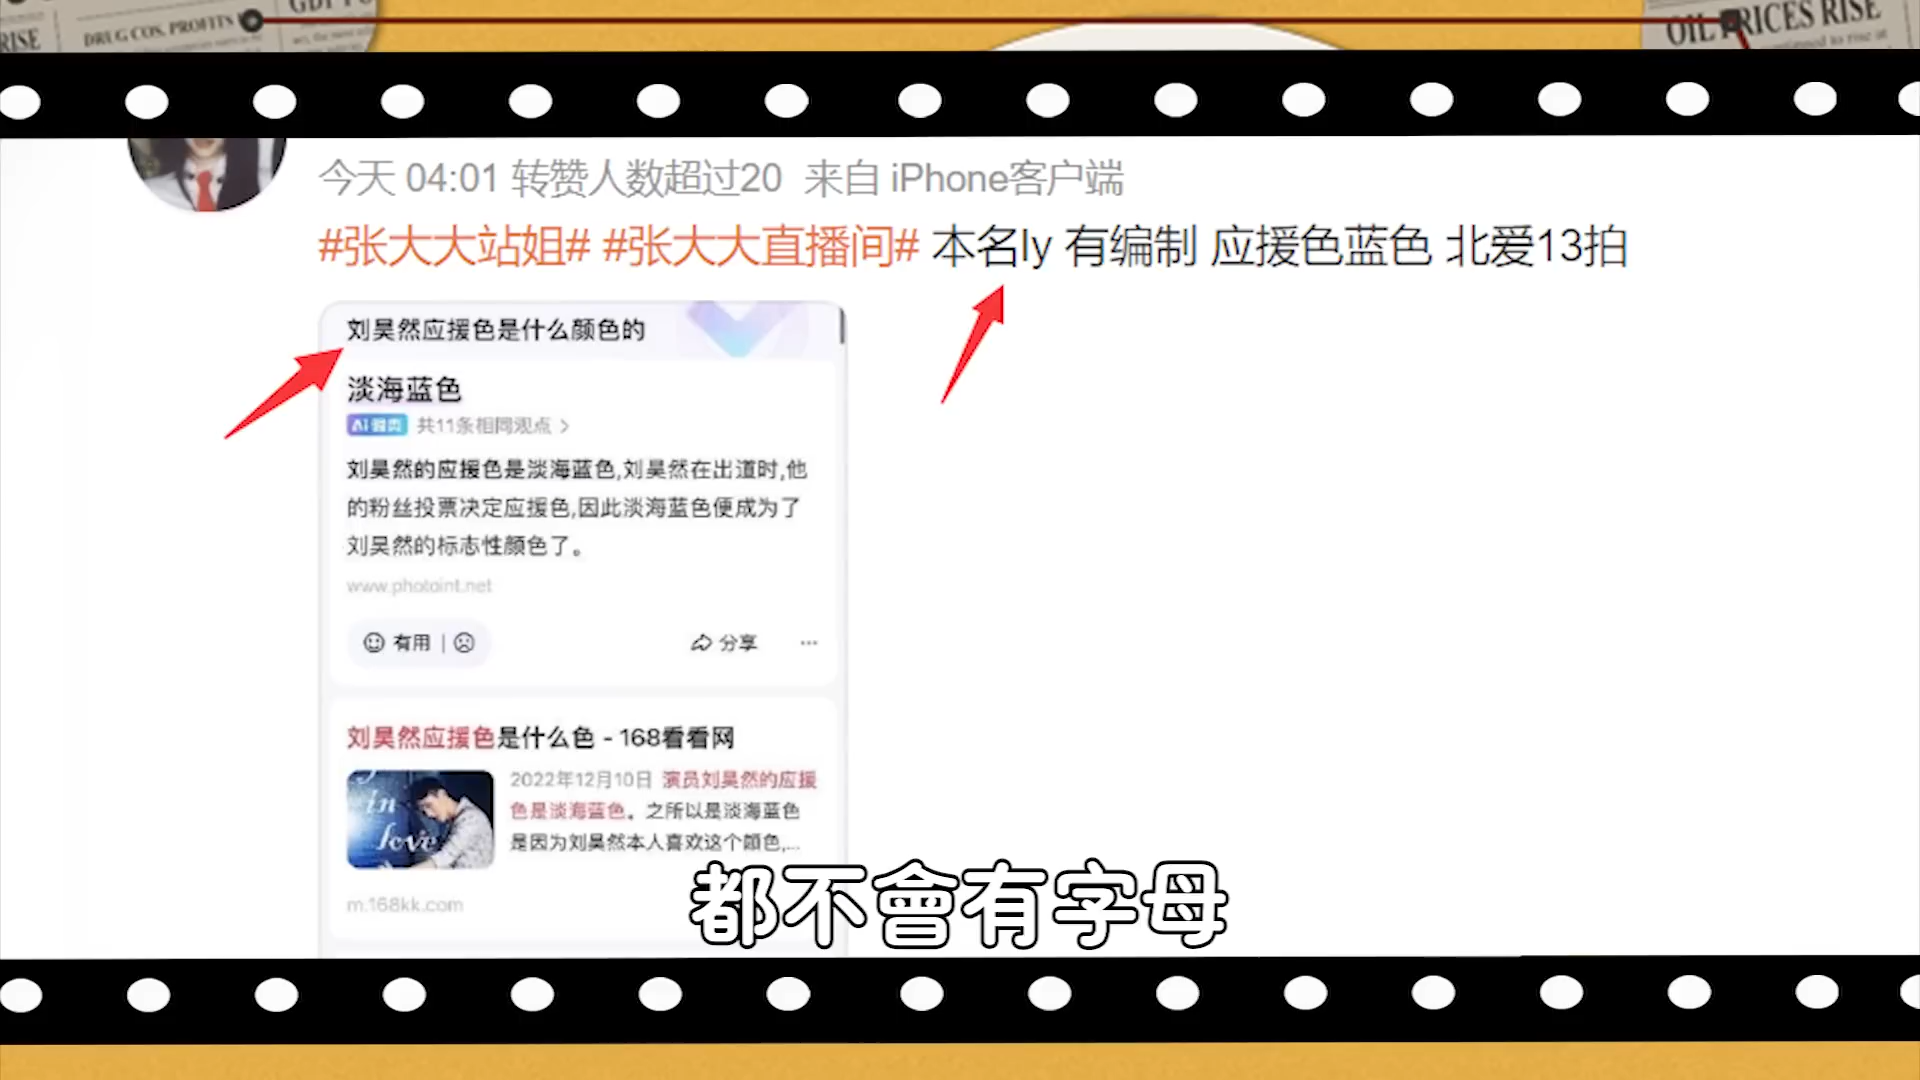 RISE
DRUG COS. PROFITS
OIL PRICES RISE
今天 04:01 转赞人数超过20 来自 iPhone客户端
#张大大站姐# #张大大直播间# 本名ly 有编制 应援色蓝色 北爱13拍
刘昊然应援色是什么颜色的
淡海蓝色
共11条相同观点 >
刘昊然的应援色是淡海蓝色,刘昊然在出道时,他
的粉丝投票决定应援色,因此淡海蓝色便成为了
刘昊然的标志性颜色了。
www.photoint.net
有用 | 分享 ...
刘昊然应援色是什么色 - 168看看网
in
love
2022年12月10日 演员刘昊然的应援
色是淡海蓝色。之所以是淡海蓝色
是因为刘昊然本人喜欢这个颜色,...
m.168kk.com
都不會有字母